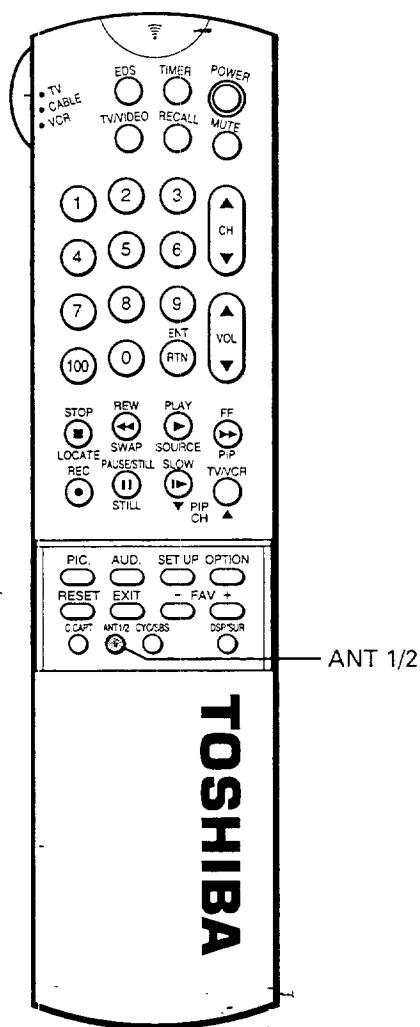 EDS TIMER POWER
• TV
• CABLE
• VCR
TV/VIDEO RECALL MUTE
1 2 3
CH
4 5 6
7 8 9
VOL
ENT
100 0 RTN
STOP REW PLAY FF
LOCATE SWAP SOURCE PIP
REC PAUSE/STILL SLOW TV/VCR
STILL PIP CH
PIC. AUD. SET UP OPTION
RESET EXIT - FAV +
C.CAPT ANT1/2 CYC/SBS DSP/SUR
ANT 1/2
TOSHIBA